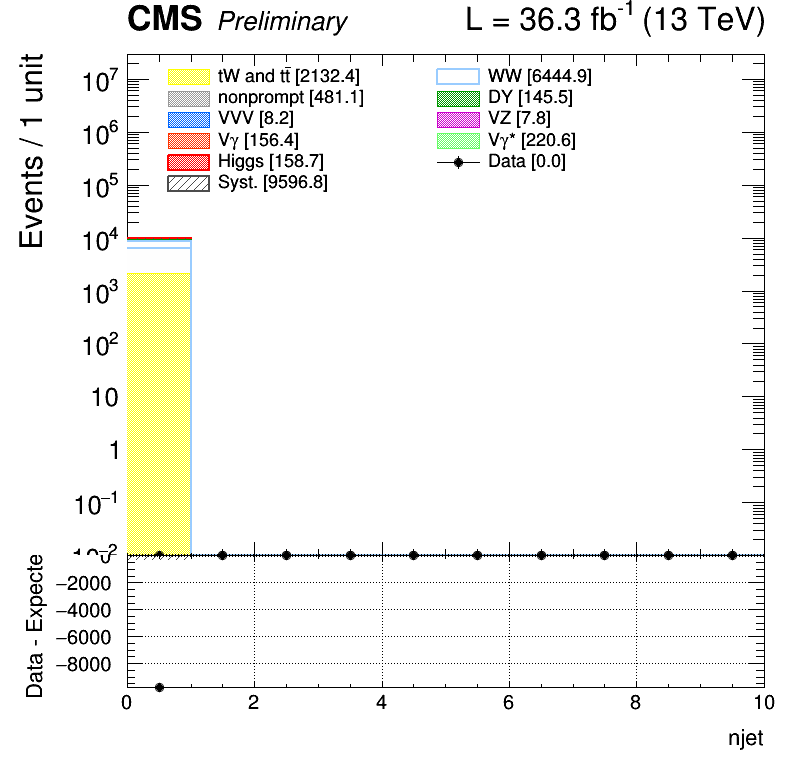 CMS Preliminary L = 36.3 fb⁻¹ (13 TeV)
Events / 1 unit
10⁷
10⁶
10⁵
10⁴
10³
10²
10
1
10⁻¹
tW and tt̄ [2132.4]
nonprompt [481.1]
VVV [8.2]
Vγ [156.4]
Higgs [158.7]
Syst. [9596.8]
WW [6444.9]
DY [145.5]
VZ [7.8]
Vγ* [220.6]
Data [0.0]
Data - Expecte
−2000
−4000
−6000
−8000
0 2 4 6 8 10
njet